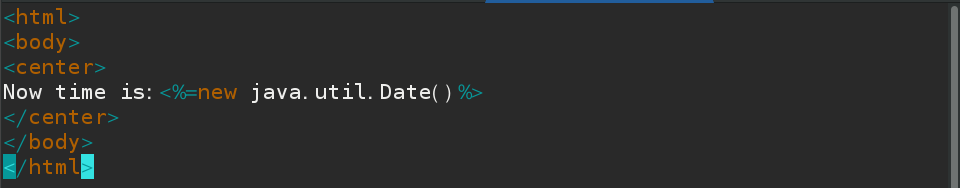 <html>
<body>
<center>
Now time is:<%=new java.util.Date()%>
</center>
</body>
</html>